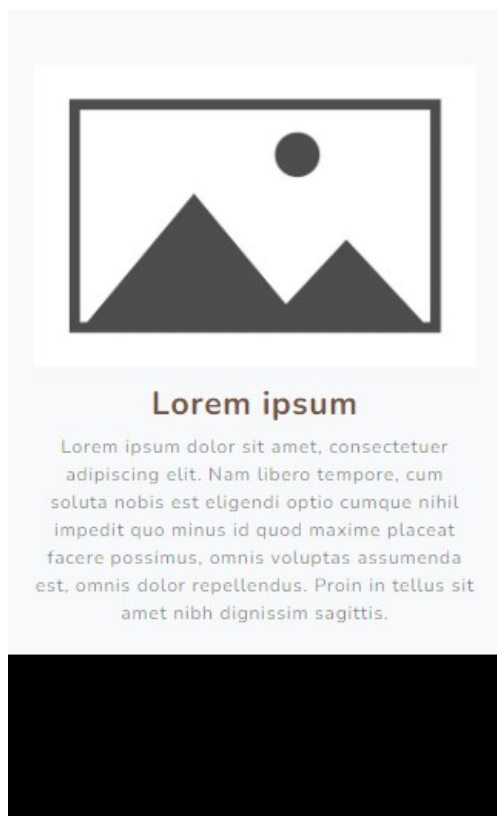 Lorem ipsum
Lorem ipsum dolor sit amet, consectetuer
adipiscing elit. Nam libero tempore, cum
soluta nobis est eligendi optio cumque nihil
impedit quo minus id quod maxime placeat
facere possimus, omnis voluptas assumenda
est, omnis dolor repellendus. Proin in tellus sit
amet nibh dignissim sagittis.